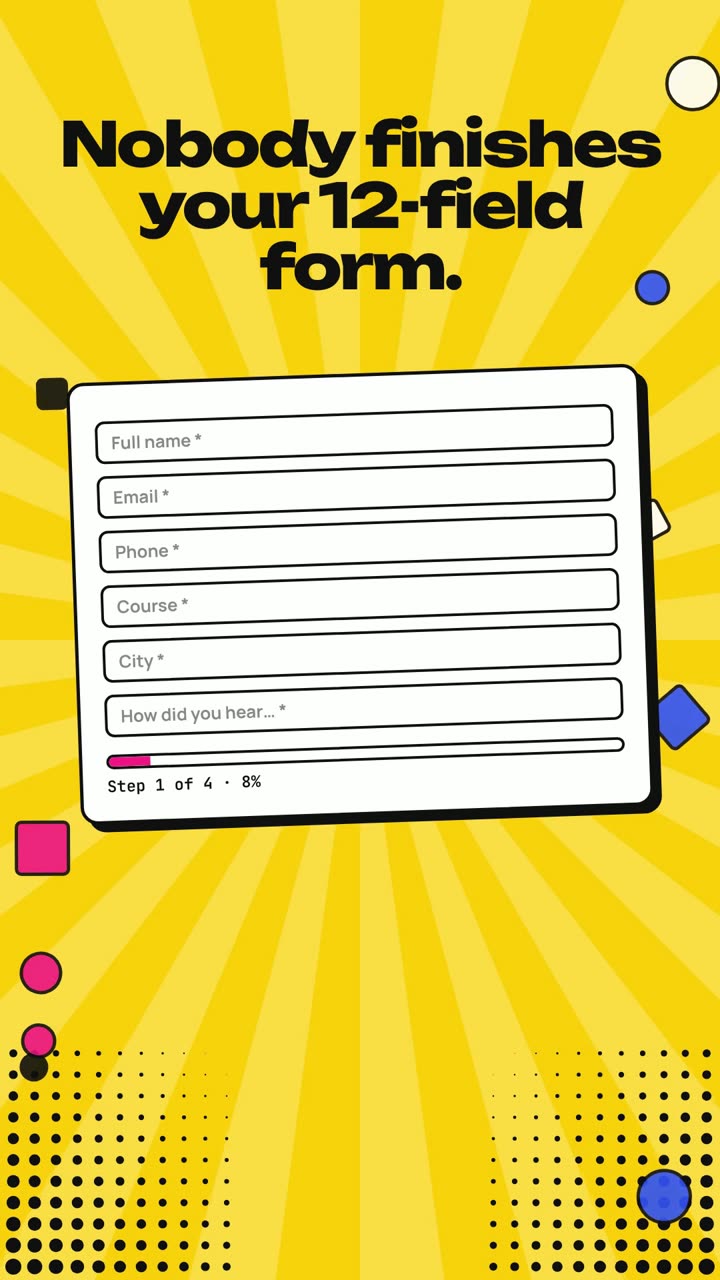 Nobody finishes
your 12-field
form.
Full name *
Email *
Phone *
Course *
City *
How did you hear... *
Step 1 of 4 · 8%